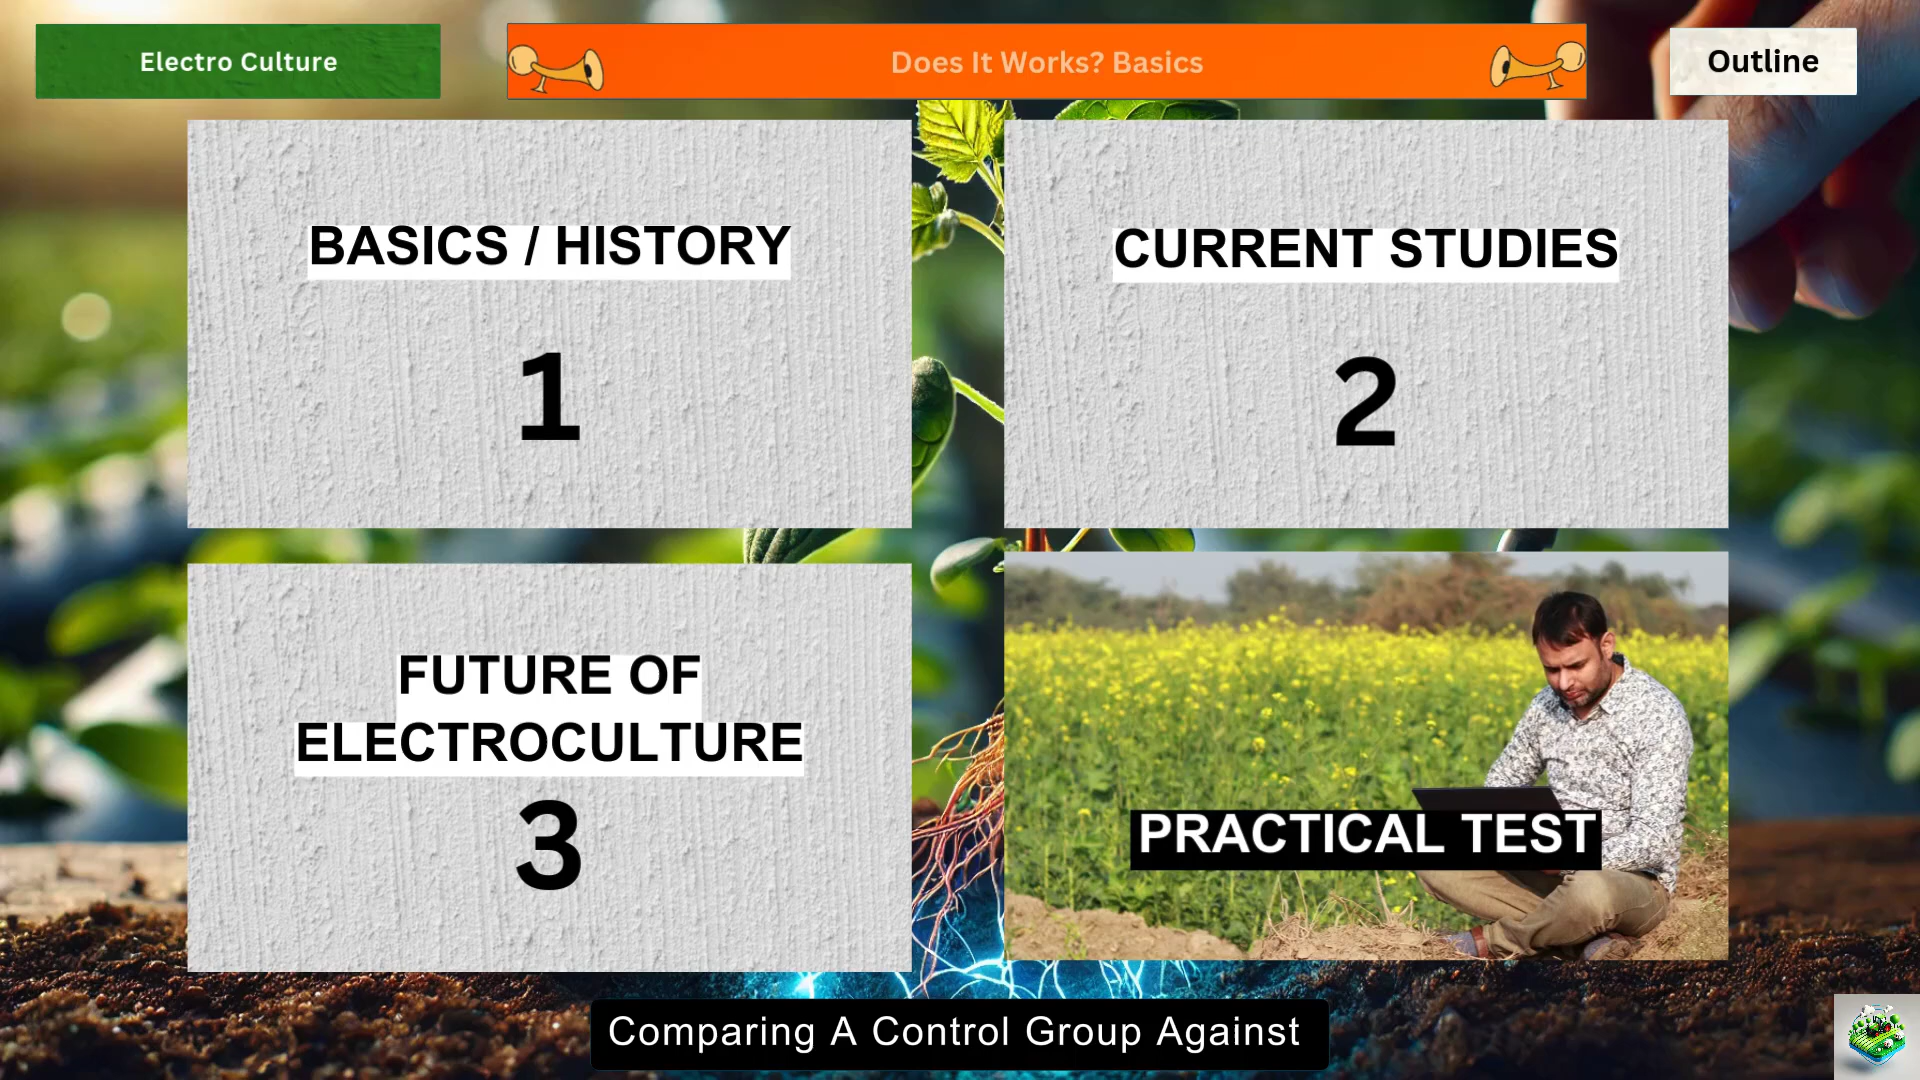 Electro Culture
Does It Works? Basics
Outline
BASICS / HISTORY
1
CURRENT STUDIES
2
FUTURE OF
ELECTROCULTURE
3
PRACTICAL TEST
Comparing A Control Group Against